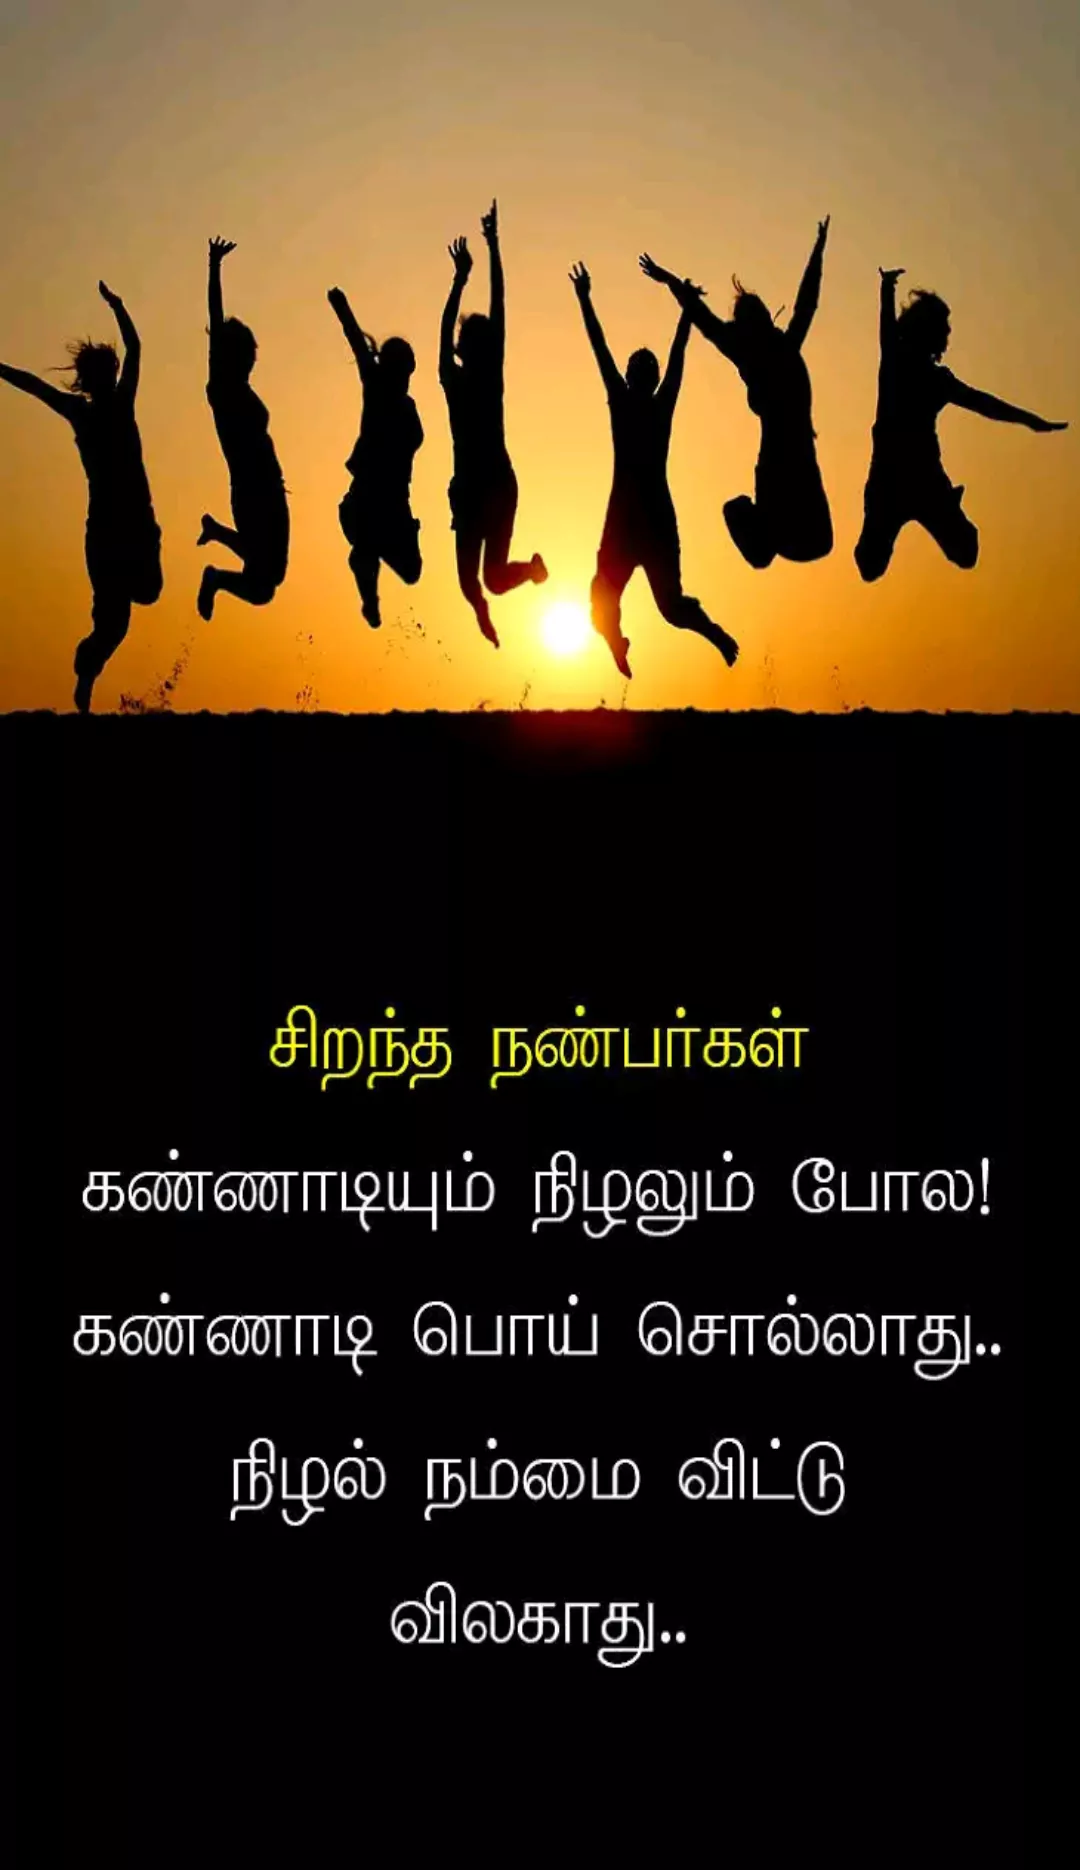 சிறந்த நண்பர்கள்
கண்ணாடியும் நிழலும் போல!
கண்ணாடி பொய் சொல்லாது..
நிழல் நம்மை விட்டு
விலகாது..